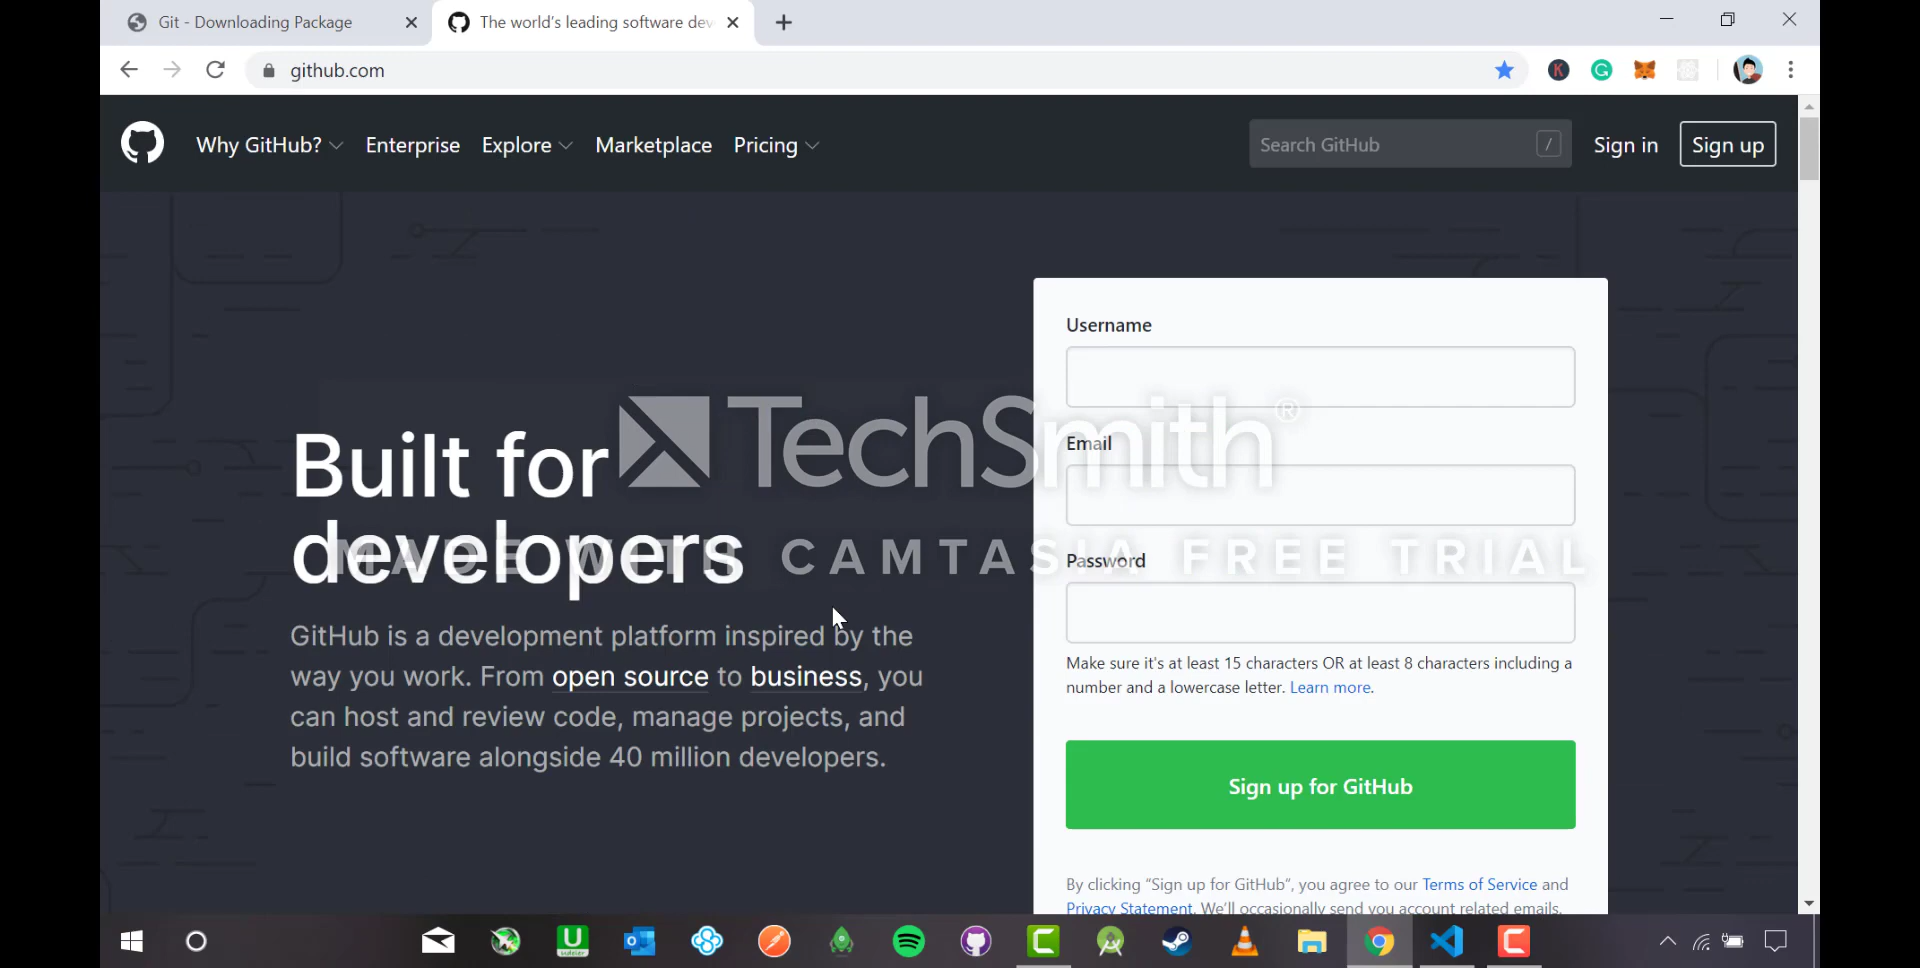 Git - Downloading Package
The world's leading software dev
github.com
Why GitHub?
Enterprise
Explore
Marketplace
Pricing
Search GitHub
/
Sign in
Sign up
Built for
developers
GitHub is a development platform inspired by the
way you work. From open source to business, you
can host and review code, manage projects, and
build software alongside 40 million developers.
Username
Email
Password
Make sure it's at least 15 characters OR at least 8 characters including a
number and a lowercase letter. Learn more.
Sign up for GitHub
By clicking “Sign up for GitHub”, you agree to our Terms of Service and
Privacy Statement. We’ll occasionally send you account related emails.
TechSmith®
MADE WITH CAMTASIA FREE TRIAL